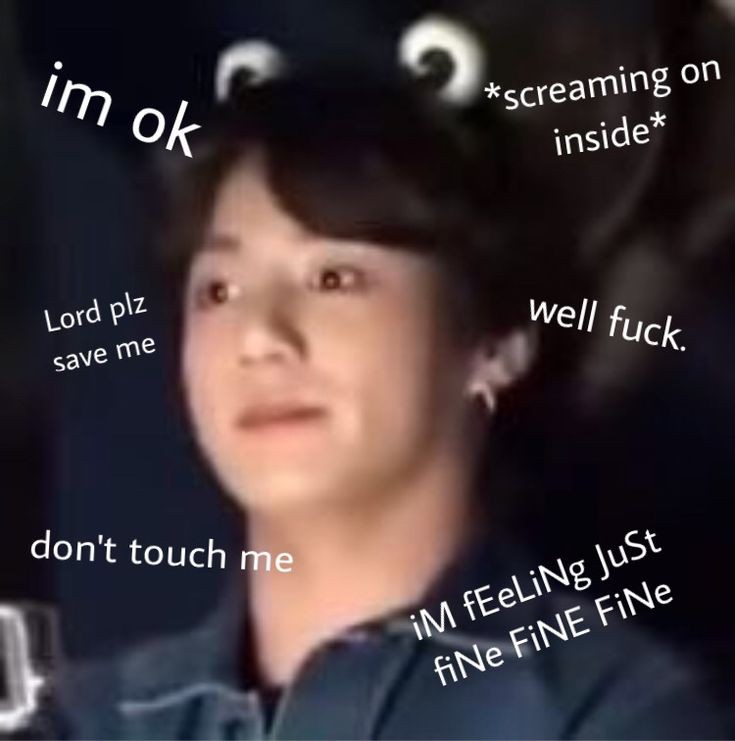 im ok
*screaming on
inside*
Lord plz
save me
well fuck.
don't touch me
iM fEeLiNg JuSt
fiNe FiNE FiNe